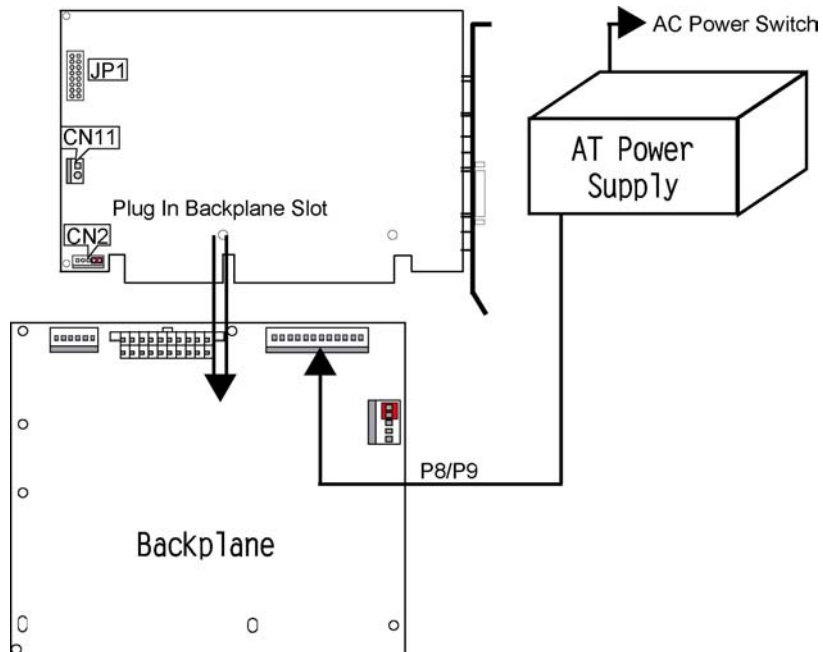 AC Power Switch
JP1
CN11
AT Power
Supply
Plug In Backplane Slot
CN2
P8/P9
Backplane